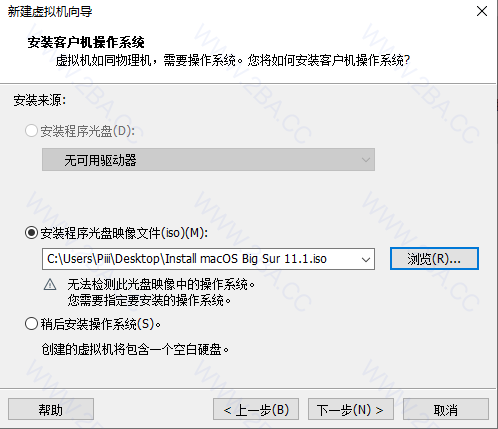 新建虚拟机向导
安装客户机操作系统
虚拟机如同物理机，需要操作系统。您将如何安装客户机操作系统?
安装来源:
安装程序光盘(D):
无可用驱动器
安装程序光盘映像文件(iso)(M):
C:\Users\Piii\Desktop\Install macOS Big Sur 11.1.iso
浏览(R)...
无法检测此光盘映像中的操作系统。
您需要指定要安装的操作系统。
稍后安装操作系统(S)。
创建的虚拟机将包含一个空白硬盘。
帮助
< 上一步(B)
下一步(N) >
取消
WWW.2BA.CC
WWW.2BA.CC
WWW.2BA.CC
WWW.2BA.CC
WWW.2BA.CC
WWW.2BA.CC